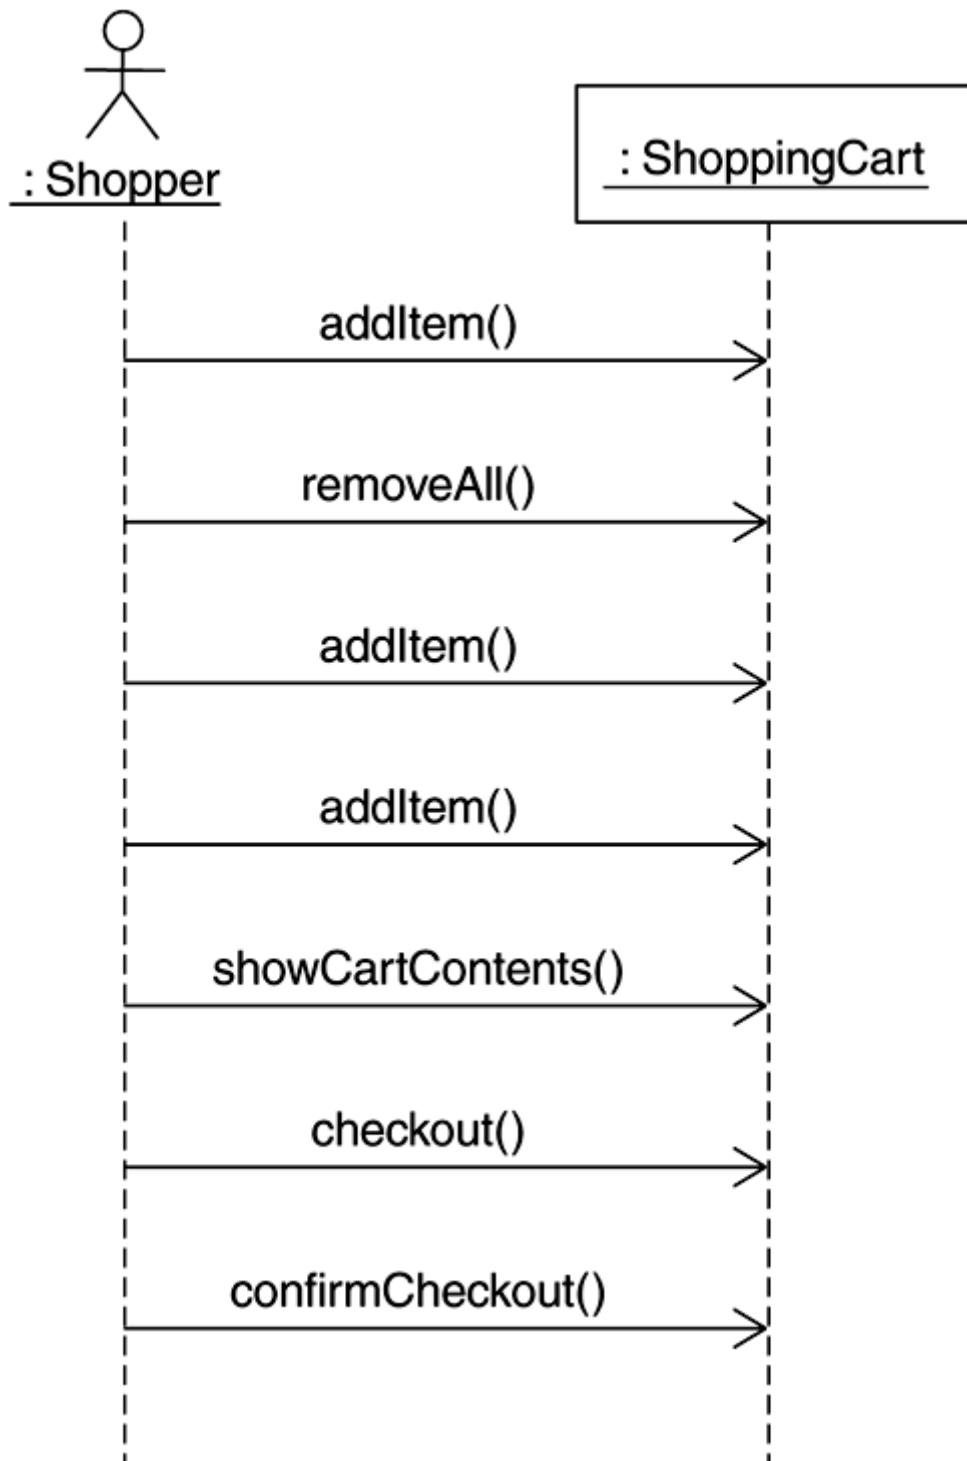 : Shopper
: ShoppingCart
addItem()
removeAll()
addItem()
addItem()
showCartContents()
checkout()
confirmCheckout()